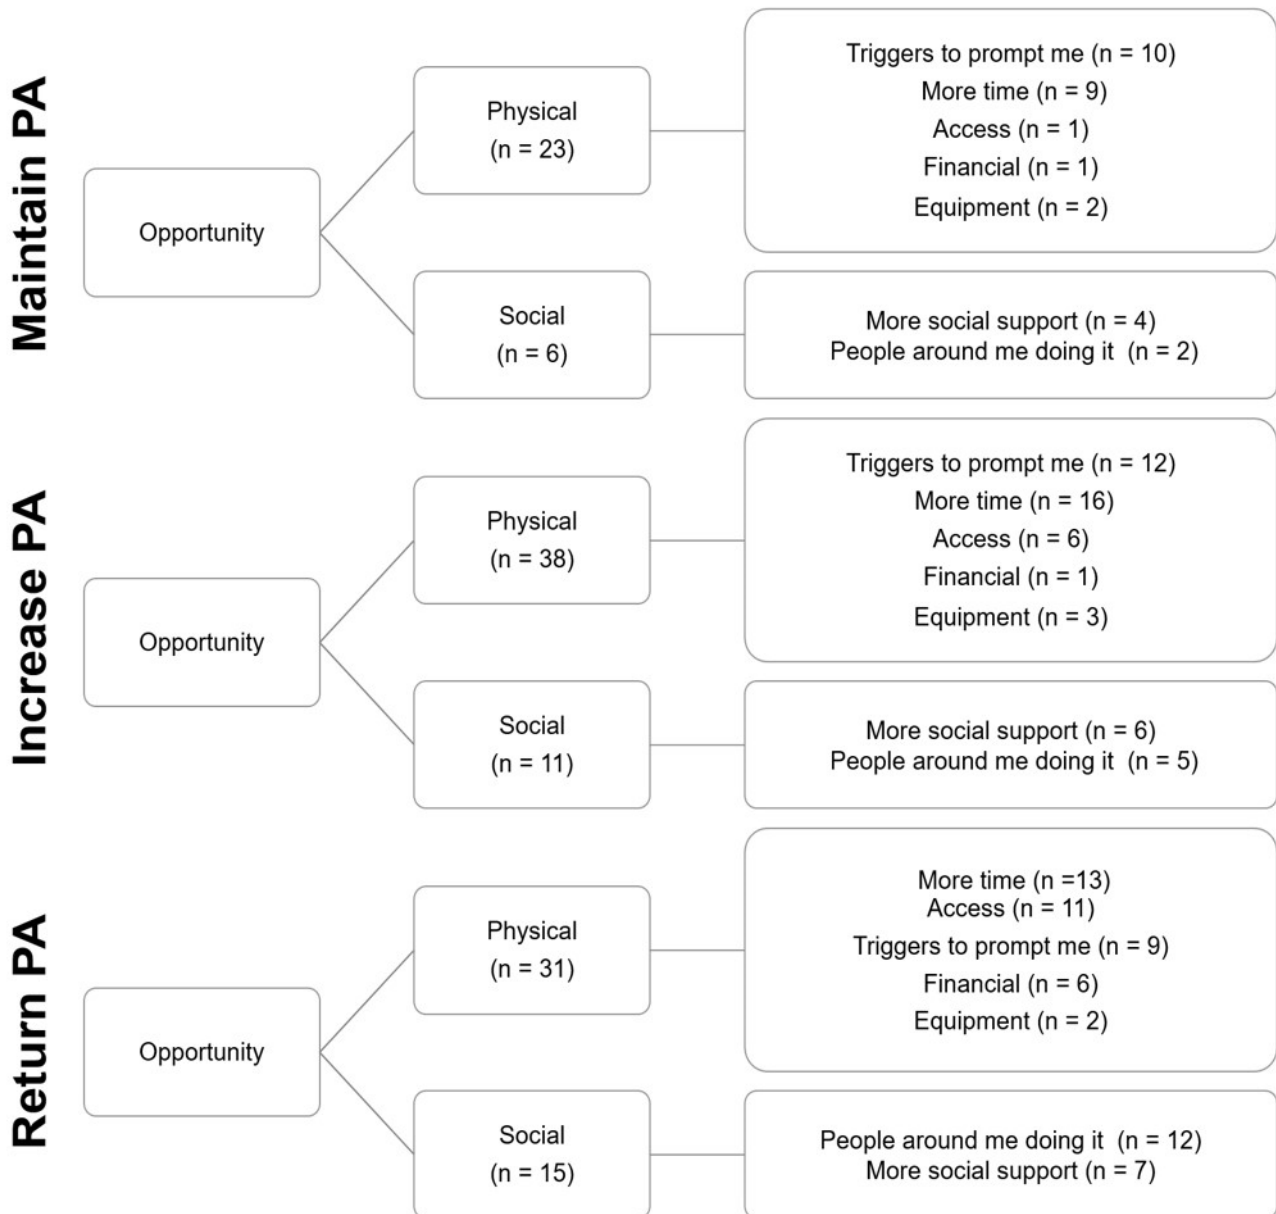 Maintain PA
Opportunity
Physical
(n = 23)
Triggers to prompt me (n = 10)
More time (n = 9)
Access (n = 1)
Financial (n = 1)
Equipment (n = 2)
Social
(n = 6)
More social support (n = 4)
People around me doing it  (n = 2)
Increase PA
Opportunity
Physical
(n = 38)
Triggers to prompt me (n = 12)
More time (n = 16)
Access (n = 6)
Financial (n = 1)
Equipment (n = 3)
Social
(n = 11)
More social support (n = 6)
People around me doing it  (n = 5)
Return PA
Opportunity
Physical
(n = 31)
More time (n =13)
Access (n = 11)
Triggers to prompt me (n = 9)
Financial (n = 6)
Equipment (n = 2)
Social
(n = 15)
People around me doing it  (n = 12)
More social support (n = 7)